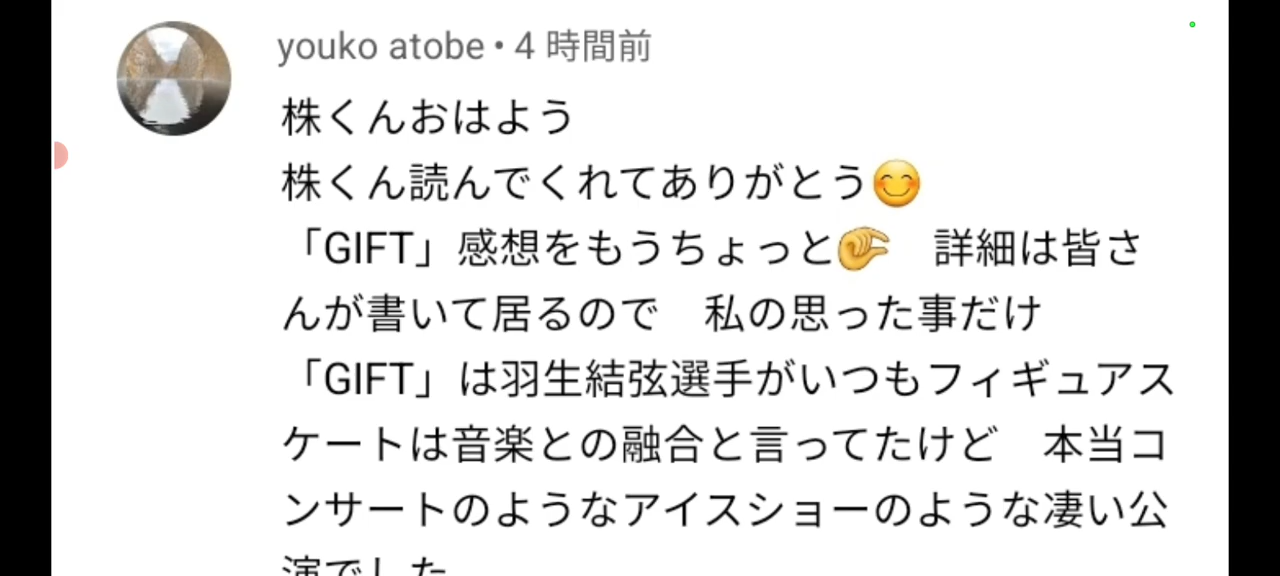 youko atobe • 4 時間前
株くんおはよう
株くん読んでくれてありがとう😊
「GIFT」感想をもうちょっと🤏　詳細は皆さ
んが書いて居るので　私の思った事だけ
「GIFT」は羽生結弦選手がいつもフィギュアス
ケートは音楽との融合と言ってたけど　本当コ
ンサートのようなアイスショーのような凄い公
演でした